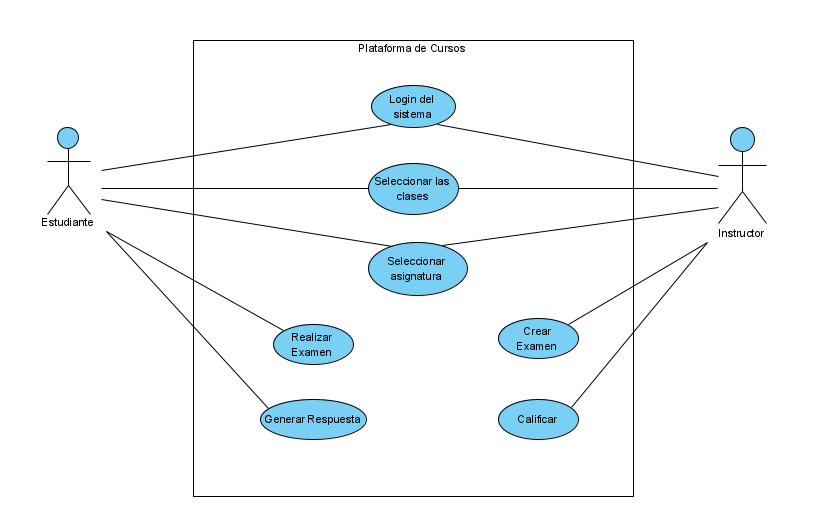 Plataforma de Cursos
Login del
sistema
Seleccionar las
clases
Estudiante
Instructor
Seleccionar
asignatura
Realizar
Examen
Crear
Examen
Generar Respuesta
Calificar